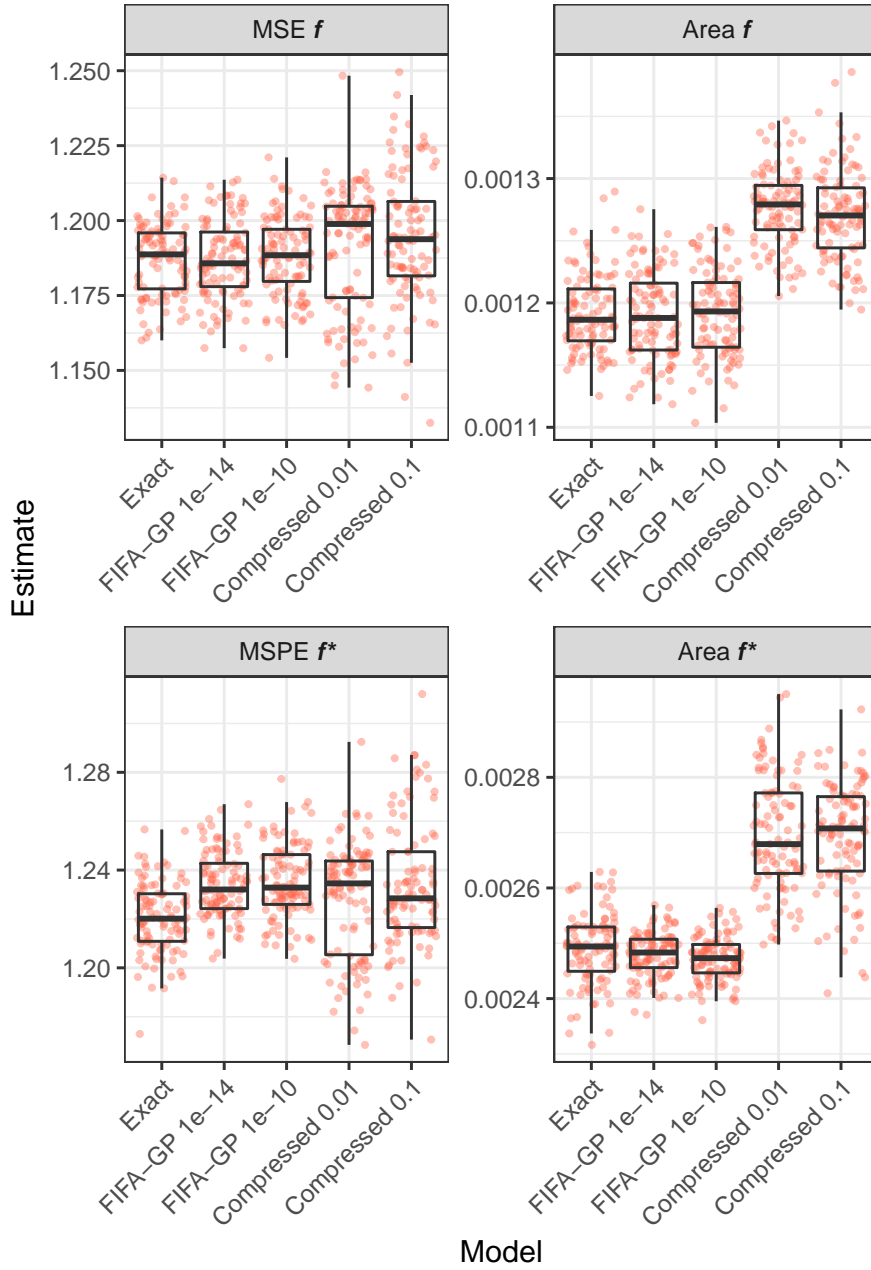 MSE f
Area f
1.250
1.225
1.200
1.175
1.150
0.0013
0.0012
0.0011
Exact
FIFA−GP 1e−14
FIFA−GP 1e−10
Compressed 0.01
Compressed 0.1
Exact
FIFA−GP 1e−14
FIFA−GP 1e−10
Compressed 0.01
Compressed 0.1
Estimate
MSPE f*
Area f*
1.28
1.24
1.20
0.0028
0.0026
0.0024
Exact
FIFA−GP 1e−14
FIFA−GP 1e−10
Compressed 0.01
Compressed 0.1
Exact
FIFA−GP 1e−14
FIFA−GP 1e−10
Compressed 0.01
Compressed 0.1
Model